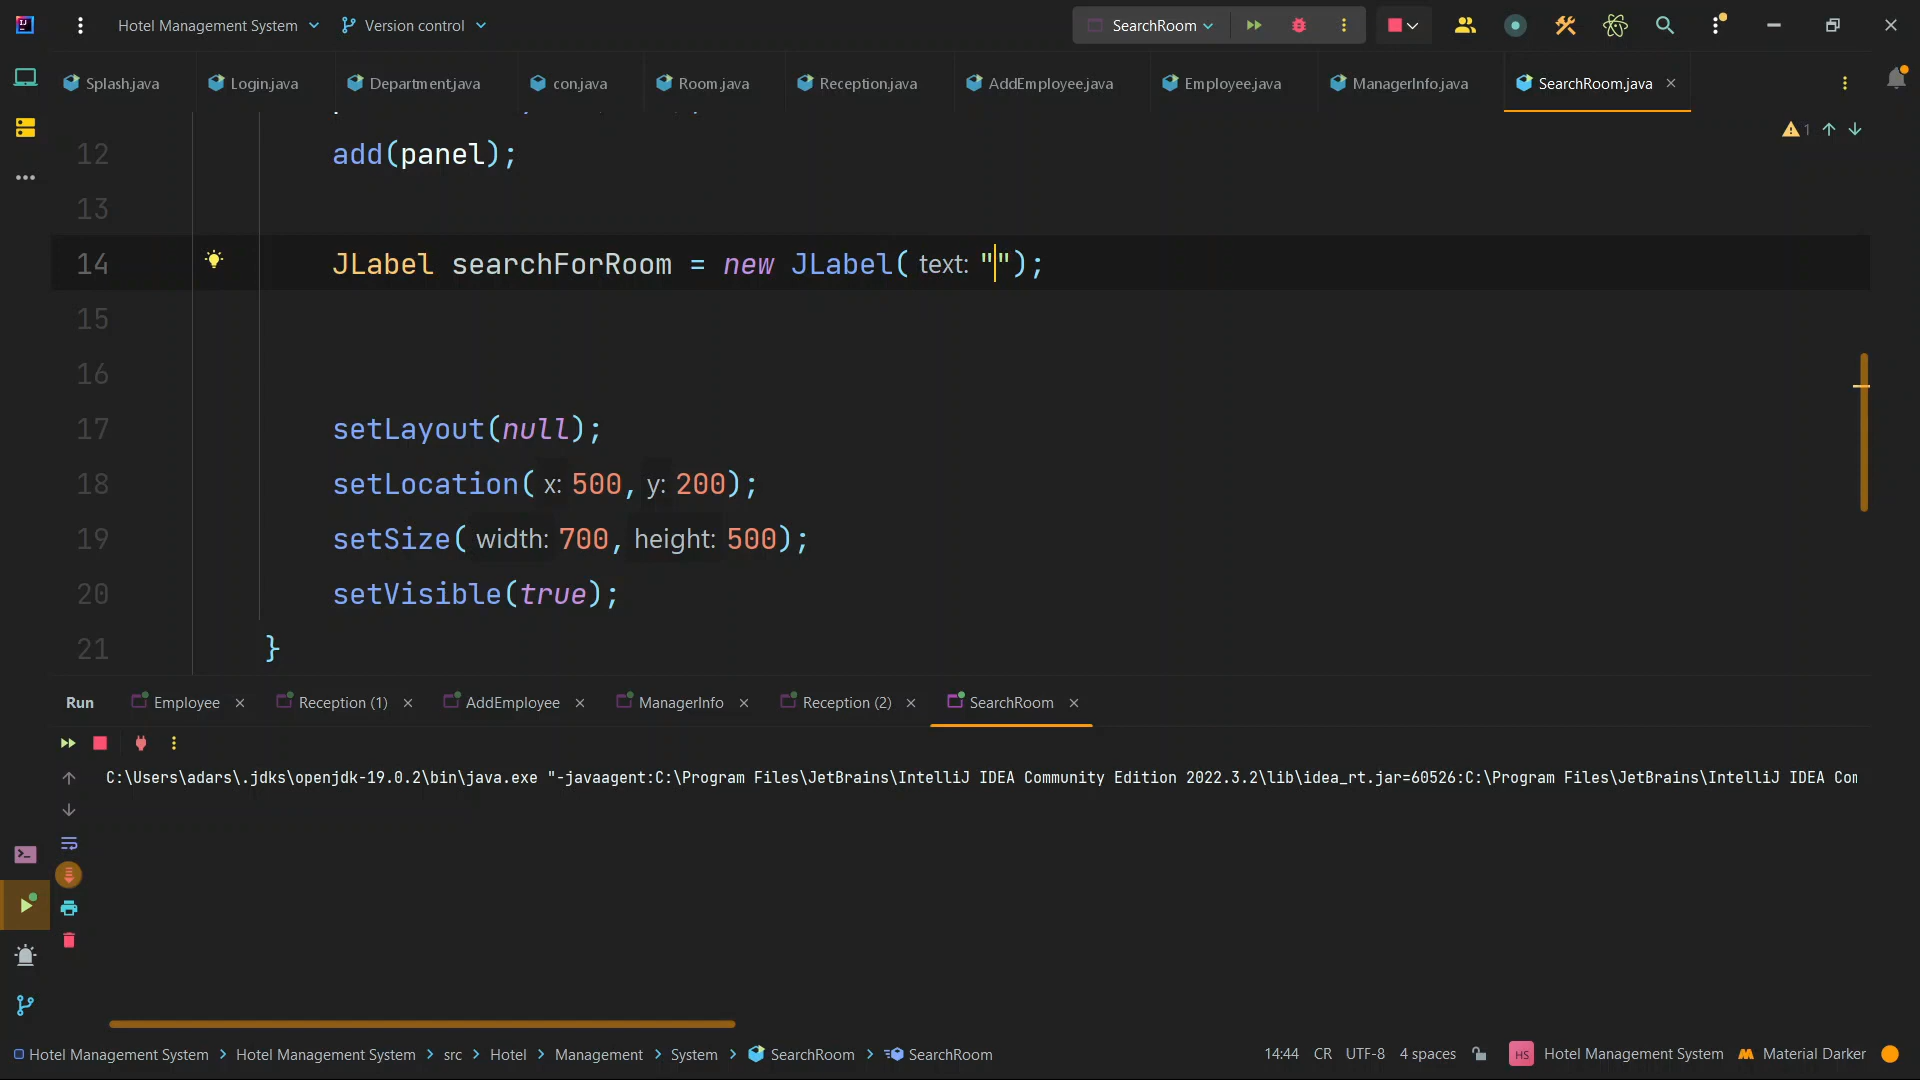 Hotel Management System Version control SearchRoom
Splash.java Login.java Department.java con.java Room.java Reception.java AddEmployee.java Employee.java ManagerInfo.java SearchRoom.java
1
12 add(panel);
13
14 JLabel searchForRoom = new JLabel( text: "");
15
16
17 setLayout(null);
18 setLocation( x: 500, y: 200);
19 setSize( width: 700, height: 500);
20 setVisible(true);
21 }
Run Employee Reception (1) AddEmployee ManagerInfo Reception (2) SearchRoom
C:\Users\adars\.jdks\openjdk-19.0.2\bin\java.exe "-javaagent:C:\Program Files\JetBrains\IntelliJ IDEA Community Edition 2022.3.2\lib\idea_rt.jar=60526:C:\Program Files\JetBrains\IntelliJ IDEA Com
Hotel Management System > Hotel Management System > src > Hotel > Management > System > SearchRoom > SearchRoom 14:44 CR UTF-8 4 spaces HS Hotel Management System Material Darker